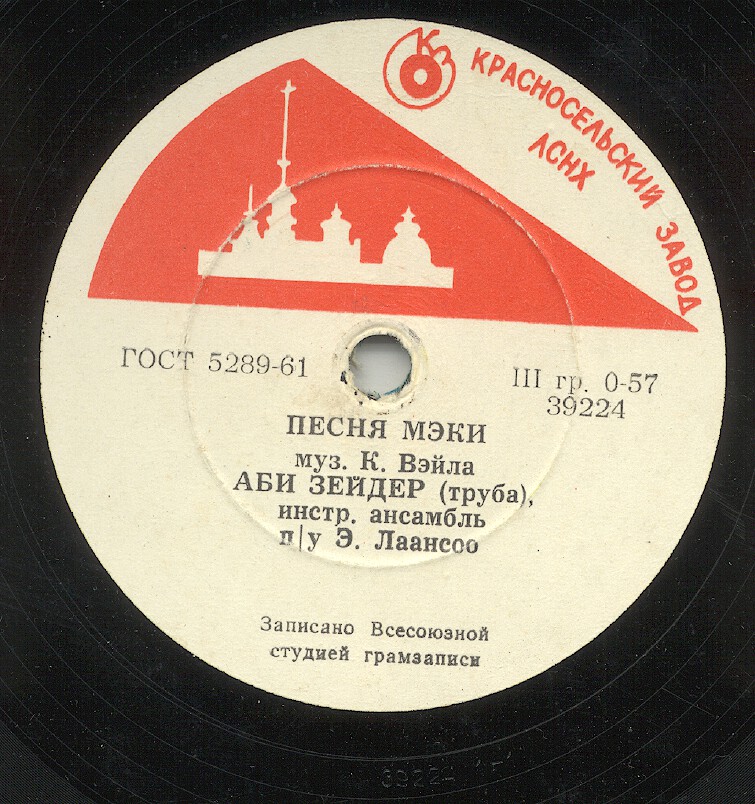 КЗ
КРАСНОСЕЛЬСКИЙ ЗАВОД
ЛСНХ
ГОСТ 5289-61
III гр. 0-57
39224
ПЕСНЯ МЭКИ
муз. К. Вэйла
АБИ ЗЕЙДЕР (труба),
инстр. ансамбль
п/у Э. Лаансоо
Записано Всесоюзной
студией грамзаписи